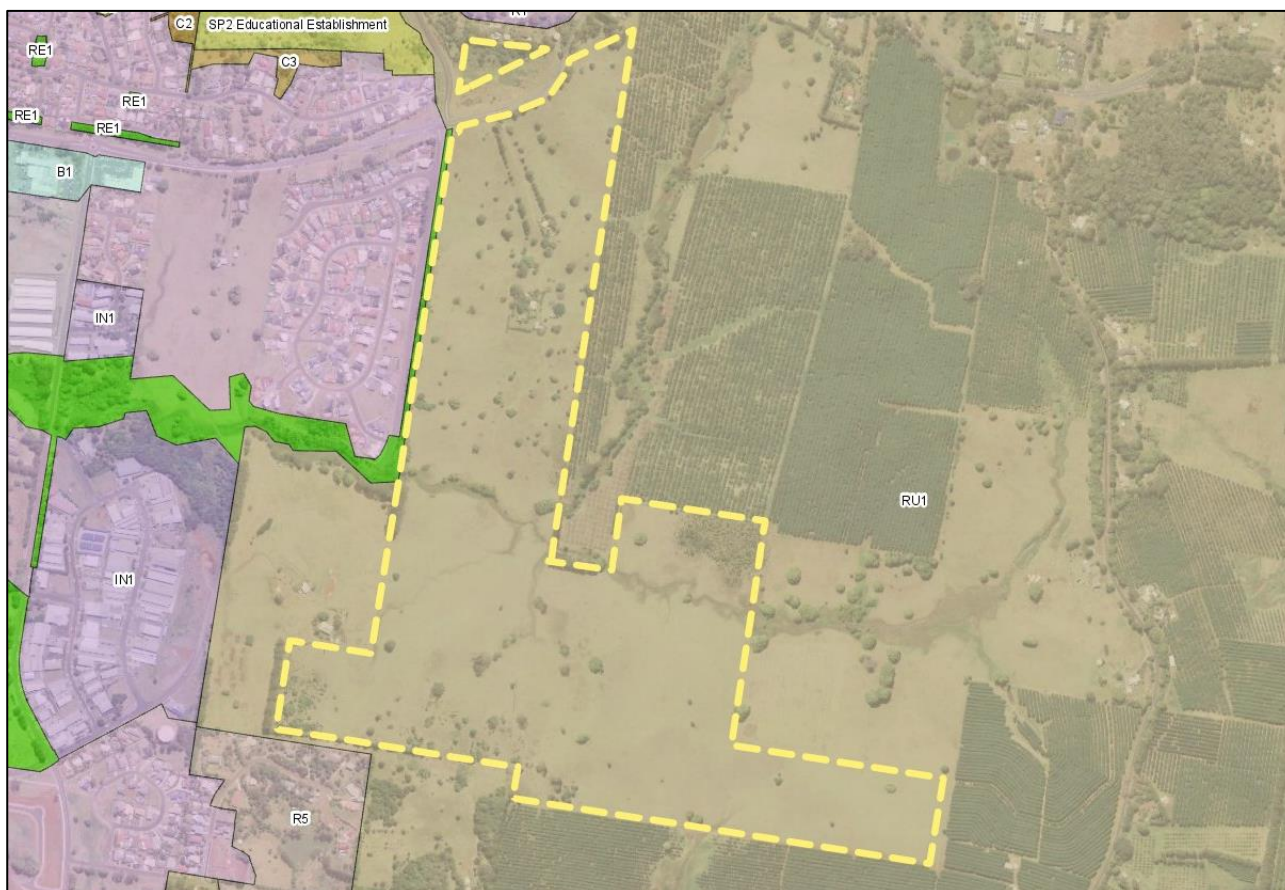 C2
SP2 Educational Establishment
RE1
C3
RE1
RE1
RE1
B1
IN1
RU1
IN1
R5